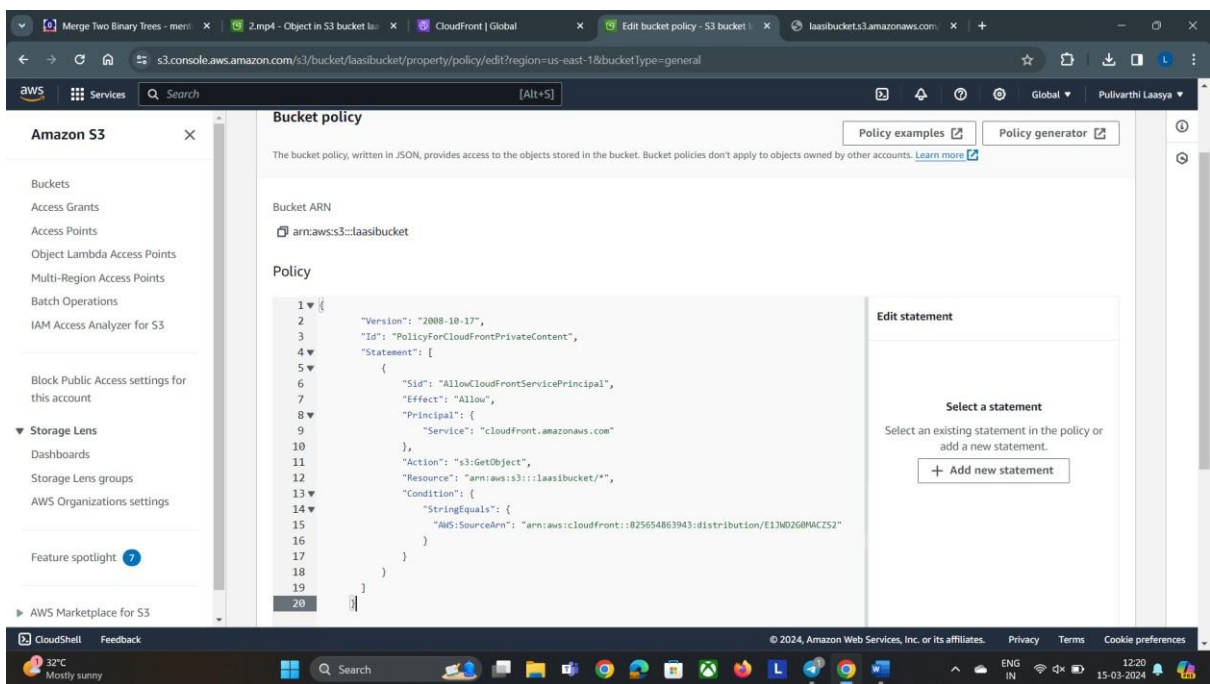 Merge Two Binary Trees - ment
2.mp4 - Object in S3 bucket laa
CloudFront | Global
Edit bucket policy - S3 bucket l
laasibucket.s3.amazonaws.com/
s3.console.aws.amazon.com/s3/bucket/laasibucket/property/policy/edit?region=us-east-1&bucketType=general
L
aws
Services
Search
[Alt+S]
Global
Pulivarthi Laasya
Amazon S3
Buckets
Access Grants
Access Points
Object Lambda Access Points
Multi-Region Access Points
Batch Operations
IAM Access Analyzer for S3
Block Public Access settings for
this account
Storage Lens
Dashboards
Storage Lens groups
AWS Organizations settings
Feature spotlight 7
AWS Marketplace for S3
Bucket policy
Policy examples
Policy generator
The bucket policy, written in JSON, provides access to the objects stored in the bucket. Bucket policies don't apply to objects owned by other accounts. Learn more
Bucket ARN
arn:aws:s3:::laasibucket
Policy
1 {
2 "Version": "2008-10-17",
3 "Id": "PolicyForCloudFrontPrivateContent",
4 "Statement": [
5 {
6 "Sid": "AllowCloudFrontServicePrincipal",
7 "Effect": "Allow",
8 "Principal": {
9 "Service": "cloudfront.amazonaws.com"
10 },
11 "Action": "s3:GetObject",
12 "Resource": "arn:aws:s3:::laasibucket/*",
13 "Condition": {
14 "StringEquals": {
15 "AWS:SourceArn": "arn:aws:cloudfront::825654863943:distribution/E1JWD2G0MACZS2"
16 }
17 }
18 }
19 ]
20 }
Edit statement
Select a statement
Select an existing statement in the policy or
add a new statement.
+ Add new statement
CloudShell
Feedback
© 2024, Amazon Web Services, Inc. or its affiliates.
Privacy
Terms
Cookie preferences
1
32°C
Mostly sunny
Search
L
ENG
IN
12:20
15-03-2024